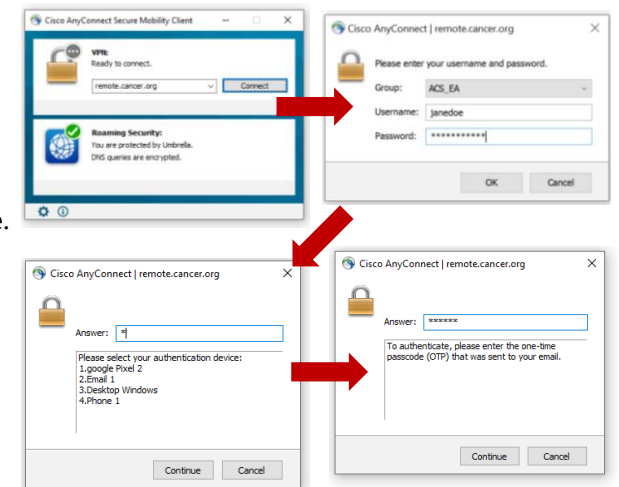 Cisco AnyConnect Secure Mobility Client
VPN:
Ready to connect.
remote.cancer.org
Connect
Roaming Security:
You are protected by Umbrella.
DNS queries are encrypted.
Cisco AnyConnect | remote.cancer.org
Please enter your username and password.
Group: ACS_EA
Username: janedoe
Password: ***********
OK Cancel
e.
Cisco AnyConnect | remote.cancer.org
Answer: *
Please select your authentication device:
1.google Pixel 2
2.Email 1
3.Desktop Windows
4.Phone 1
Continue Cancel
Cisco AnyConnect | remote.cancer.org
Answer: ******
To authenticate, please enter the one-time
passcode (OTP) that was sent to your email.
Continue Cancel